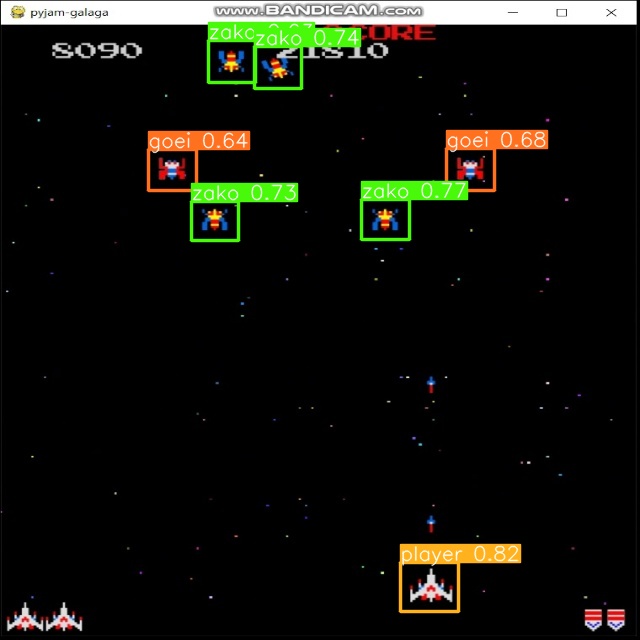 pyjam-galaga
www.BANDICAM.com
zako
zako 0.74
8090
21810
goei 0.64
goei 0.68
zako 0.73
zako 0.77
player 0.82